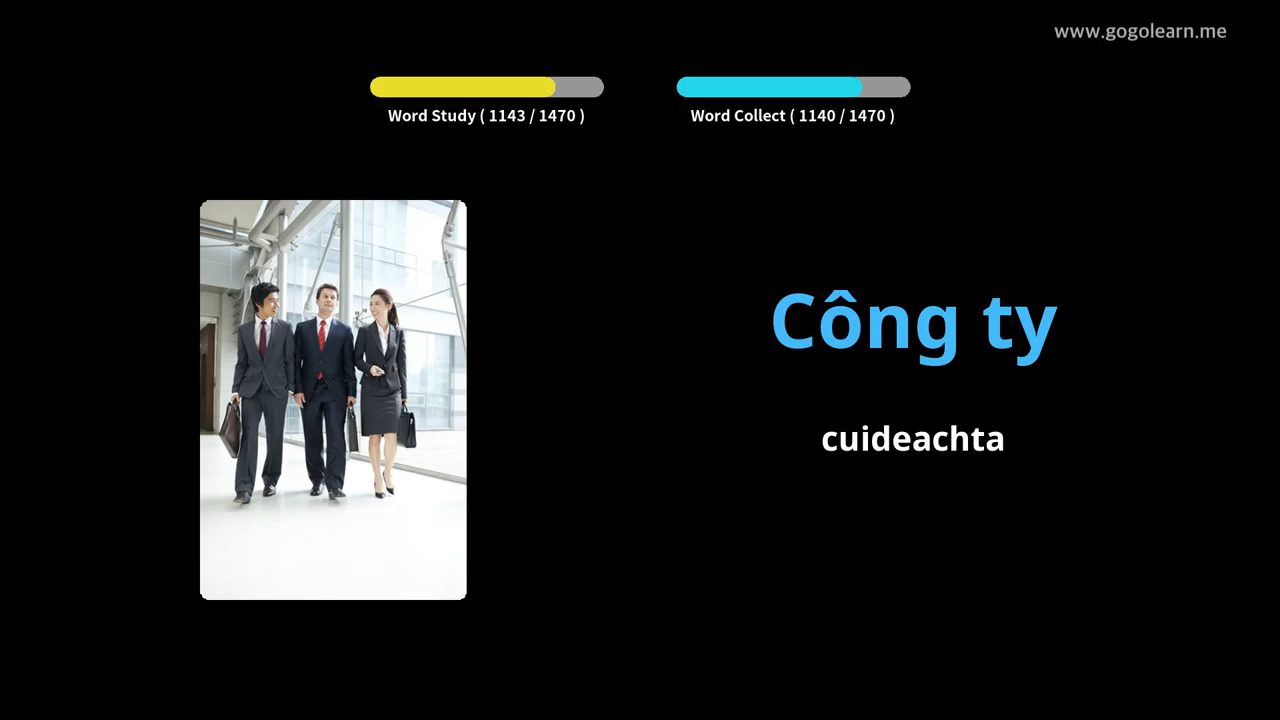 www.gogolearn.me
Word Study ( 1143 / 1470 )
Word Collect ( 1140 / 1470 )
Công ty
cuideachta